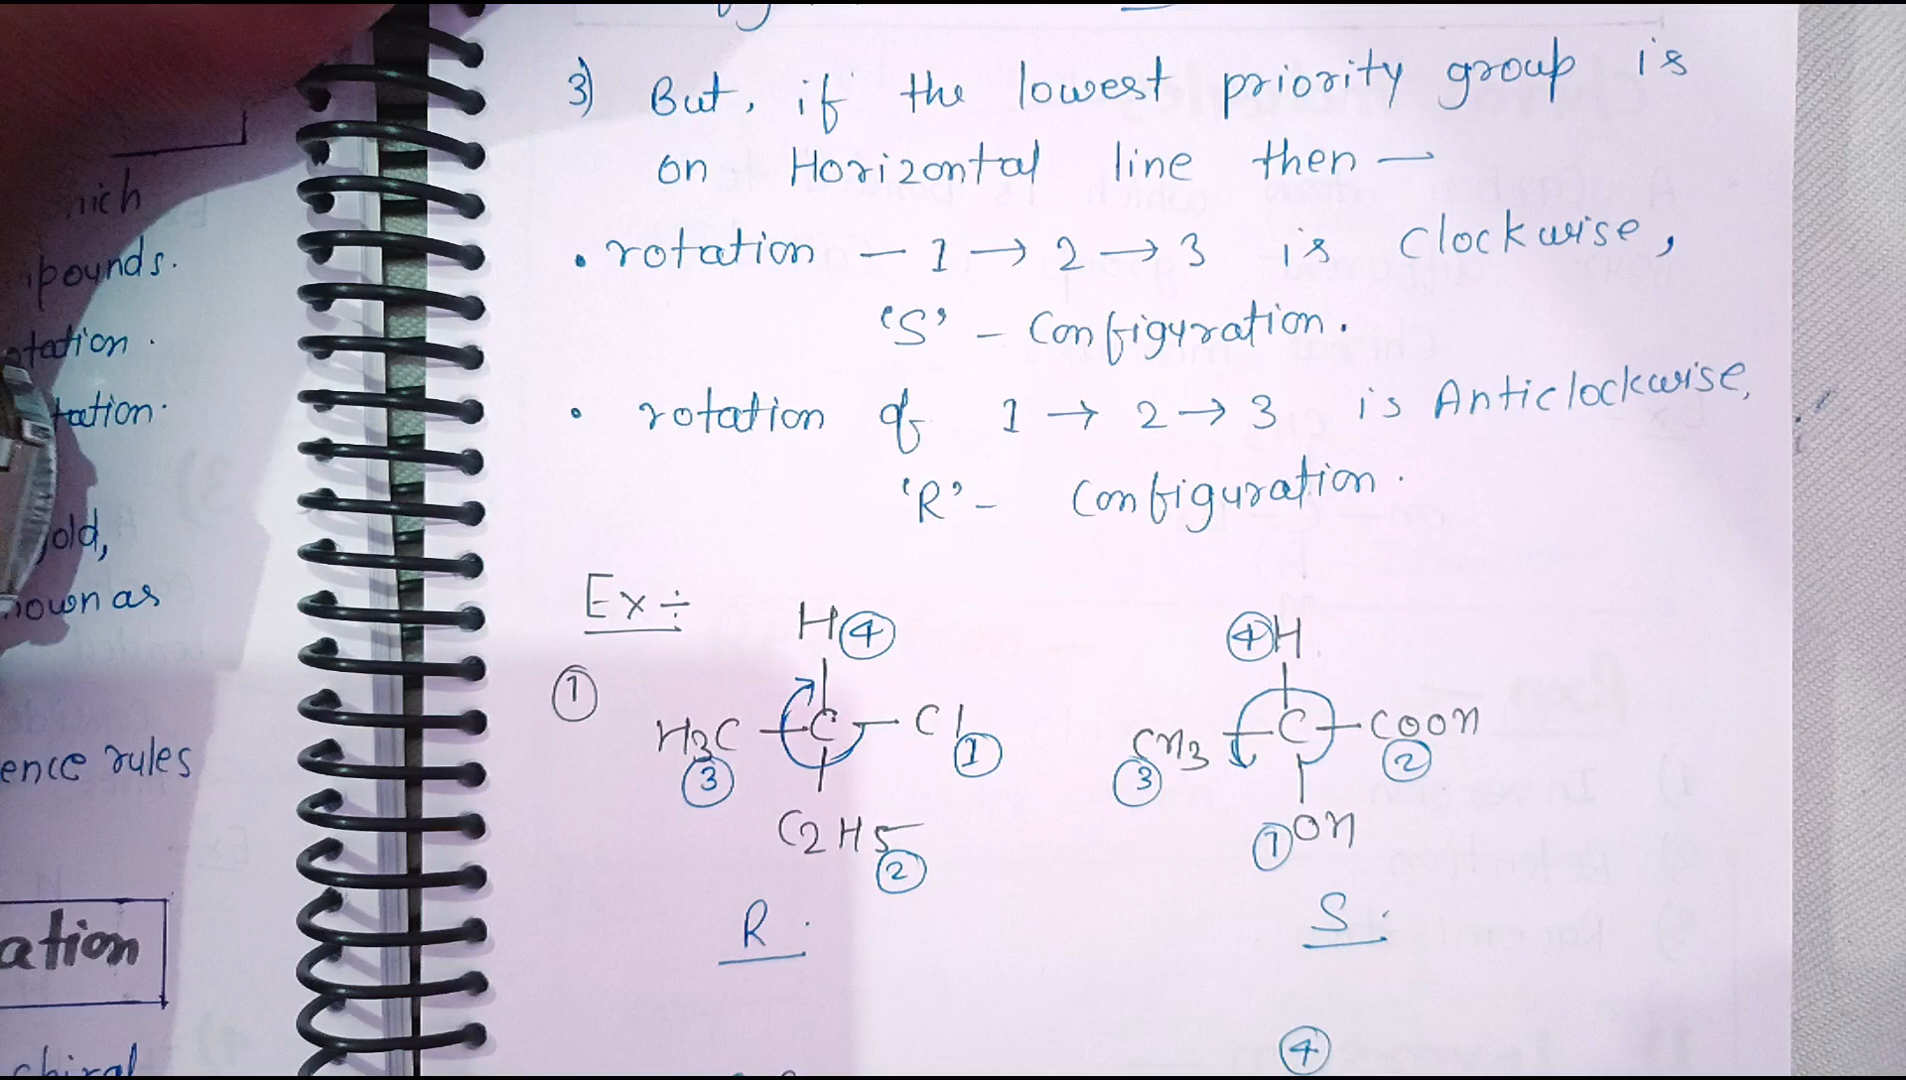 nich
pounds.
tation.
tation.
old,
nown as
ence rules
ation
chiral
3) But, if the lowest priority group is
on Horizontal line then —
• rotation — 1 → 2 → 3 is clockwise,
'S' - Configuration.
• rotation of 1 → 2 → 3 is Anticlockwise,
'R' - Configuration.
Ex ÷
①
H ④
H3C C Cl
③ ①
C2H5
②
R.
④ H
CH3 C COOH
③ ②
① OH
S.
④